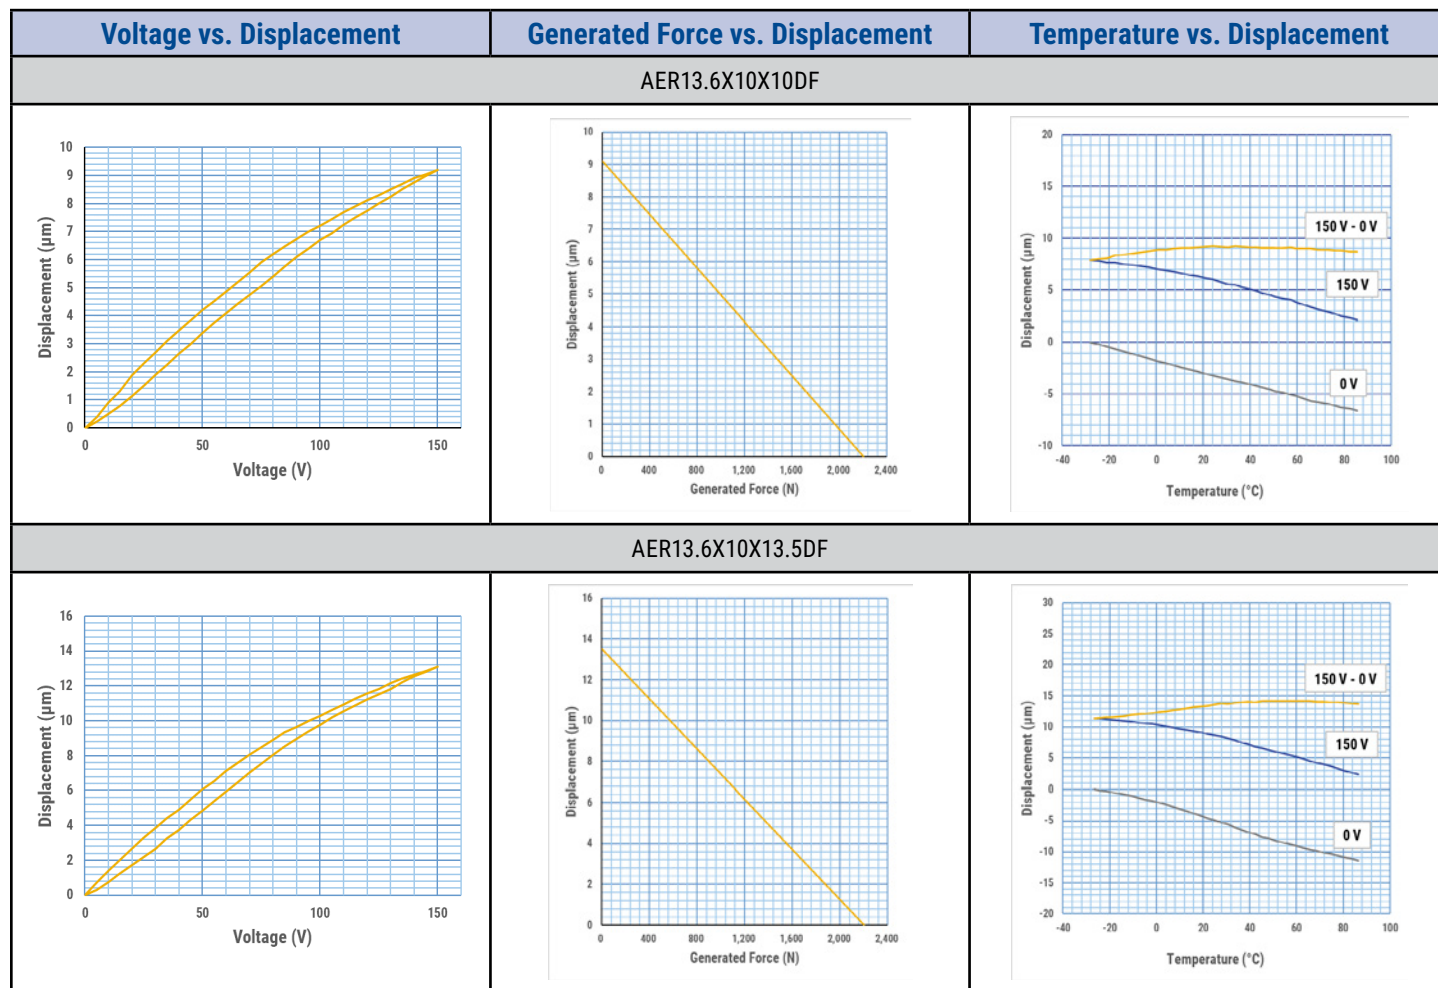 Voltage vs. Displacement
Generated Force vs. Displacement
Temperature vs. Displacement
AER13.6X10X10DF
10
9
8
7
6
5
4
3
2
1
0
Displacement (µm)
0 50 100 150
Voltage (V)
10
9
8
7
6
5
4
3
2
1
0
Displacement (µm)
0 400 800 1,200 1,600 2,000 2,400
Generated Force (N)
20
15
10
5
0
-5
-10
Displacement (µm)
150 V - 0 V
150 V
0 V
-40 -20 0 20 40 60 80 100
Temperature (°C)
AER13.6X10X13.5DF
16
14
12
10
8
6
4
2
0
Displacement (µm)
0 50 100 150
Voltage (V)
16
14
12
10
8
6
4
2
0
Displacement (µm)
0 400 800 1,200 1,600 2,000 2,400
Generated Force (N)
30
25
20
15
10
5
0
-5
-10
-15
-20
Displacement (µm)
150 V - 0 V
150 V
0 V
-40 -20 0 20 40 60 80 100
Temperature (°C)